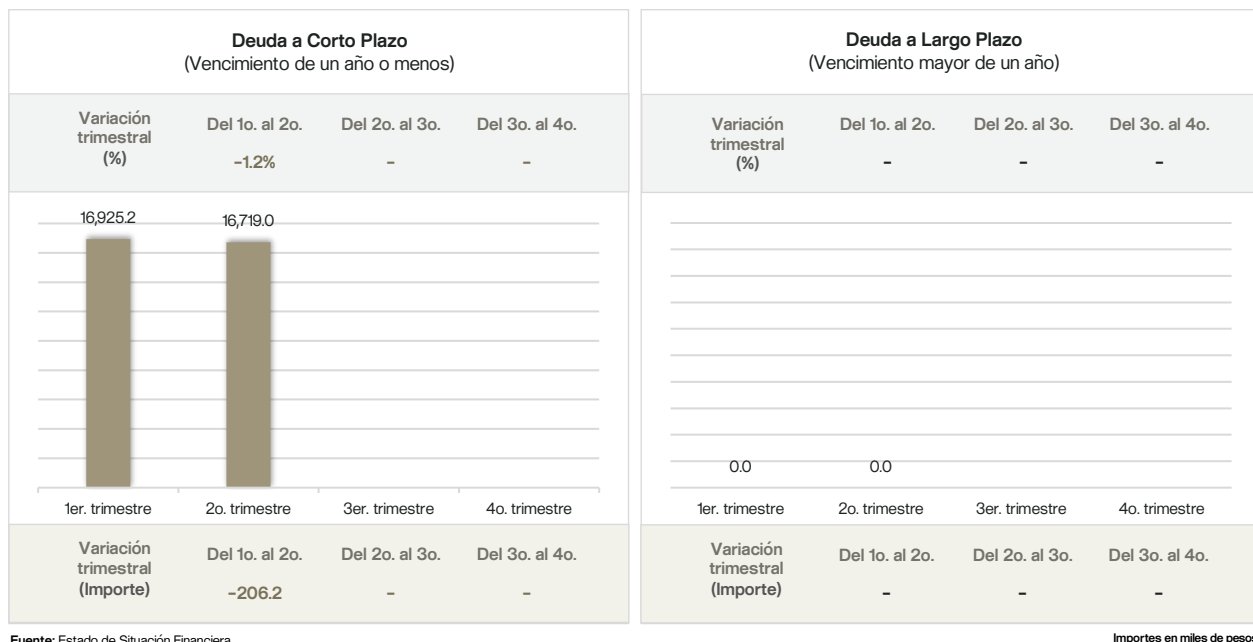 Deuda a Corto Plazo
(Vencimiento de un año o menos)
Variación
trimestral
(%)
Del 1o. al 2o.
Del 2o. al 3o.
Del 3o. al 4o.
-1.2%
-
-
16,925.2
16,719.0
1er. trimestre
2o. trimestre
3er. trimestre
4o. trimestre
Variación
trimestral
(Importe)
Del 1o. al 2o.
Del 2o. al 3o.
Del 3o. al 4o.
-206.2
-
-
Deuda a Largo Plazo
(Vencimiento mayor de un año)
Variación
trimestral
(%)
Del 1o. al 2o.
Del 2o. al 3o.
Del 3o. al 4o.
-
-
-
0.0
0.0
1er. trimestre
2o. trimestre
3er. trimestre
4o. trimestre
Variación
trimestral
(Importe)
Del 1o. al 2o.
Del 2o. al 3o.
Del 3o. al 4o.
-
-
-
Fuente: Estado de Situación Financiera
Importes en miles de pesos